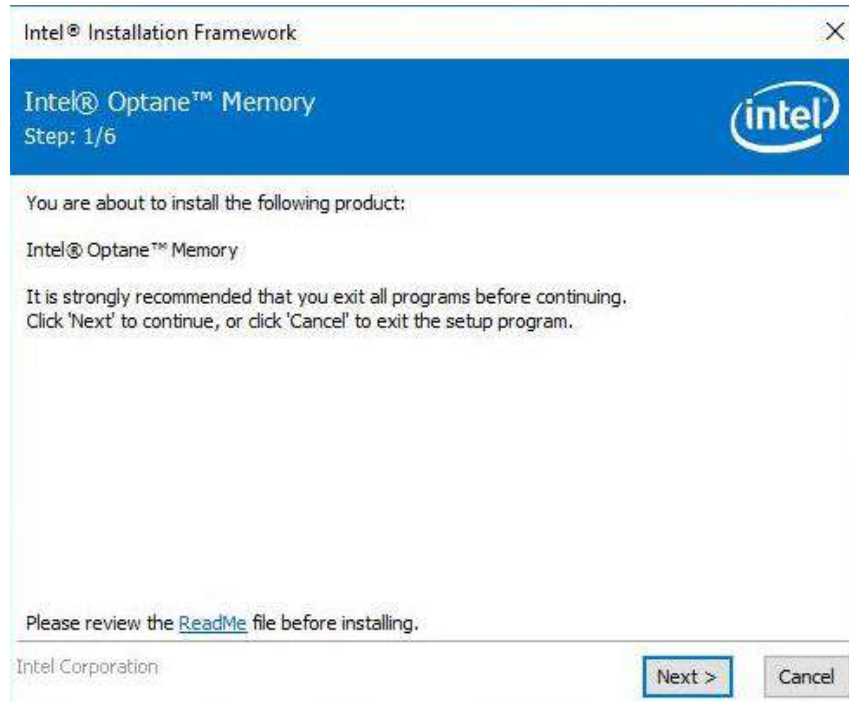 Intel® Installation Framework
Intel® Optane™ Memory
Step: 1/6
intel
You are about to install the following product:
Intel® Optane™ Memory
It is strongly recommended that you exit all programs before continuing.
Click 'Next' to continue, or click 'Cancel' to exit the setup program.
Please review the ReadMe file before installing.
Intel Corporation
Next > Cancel